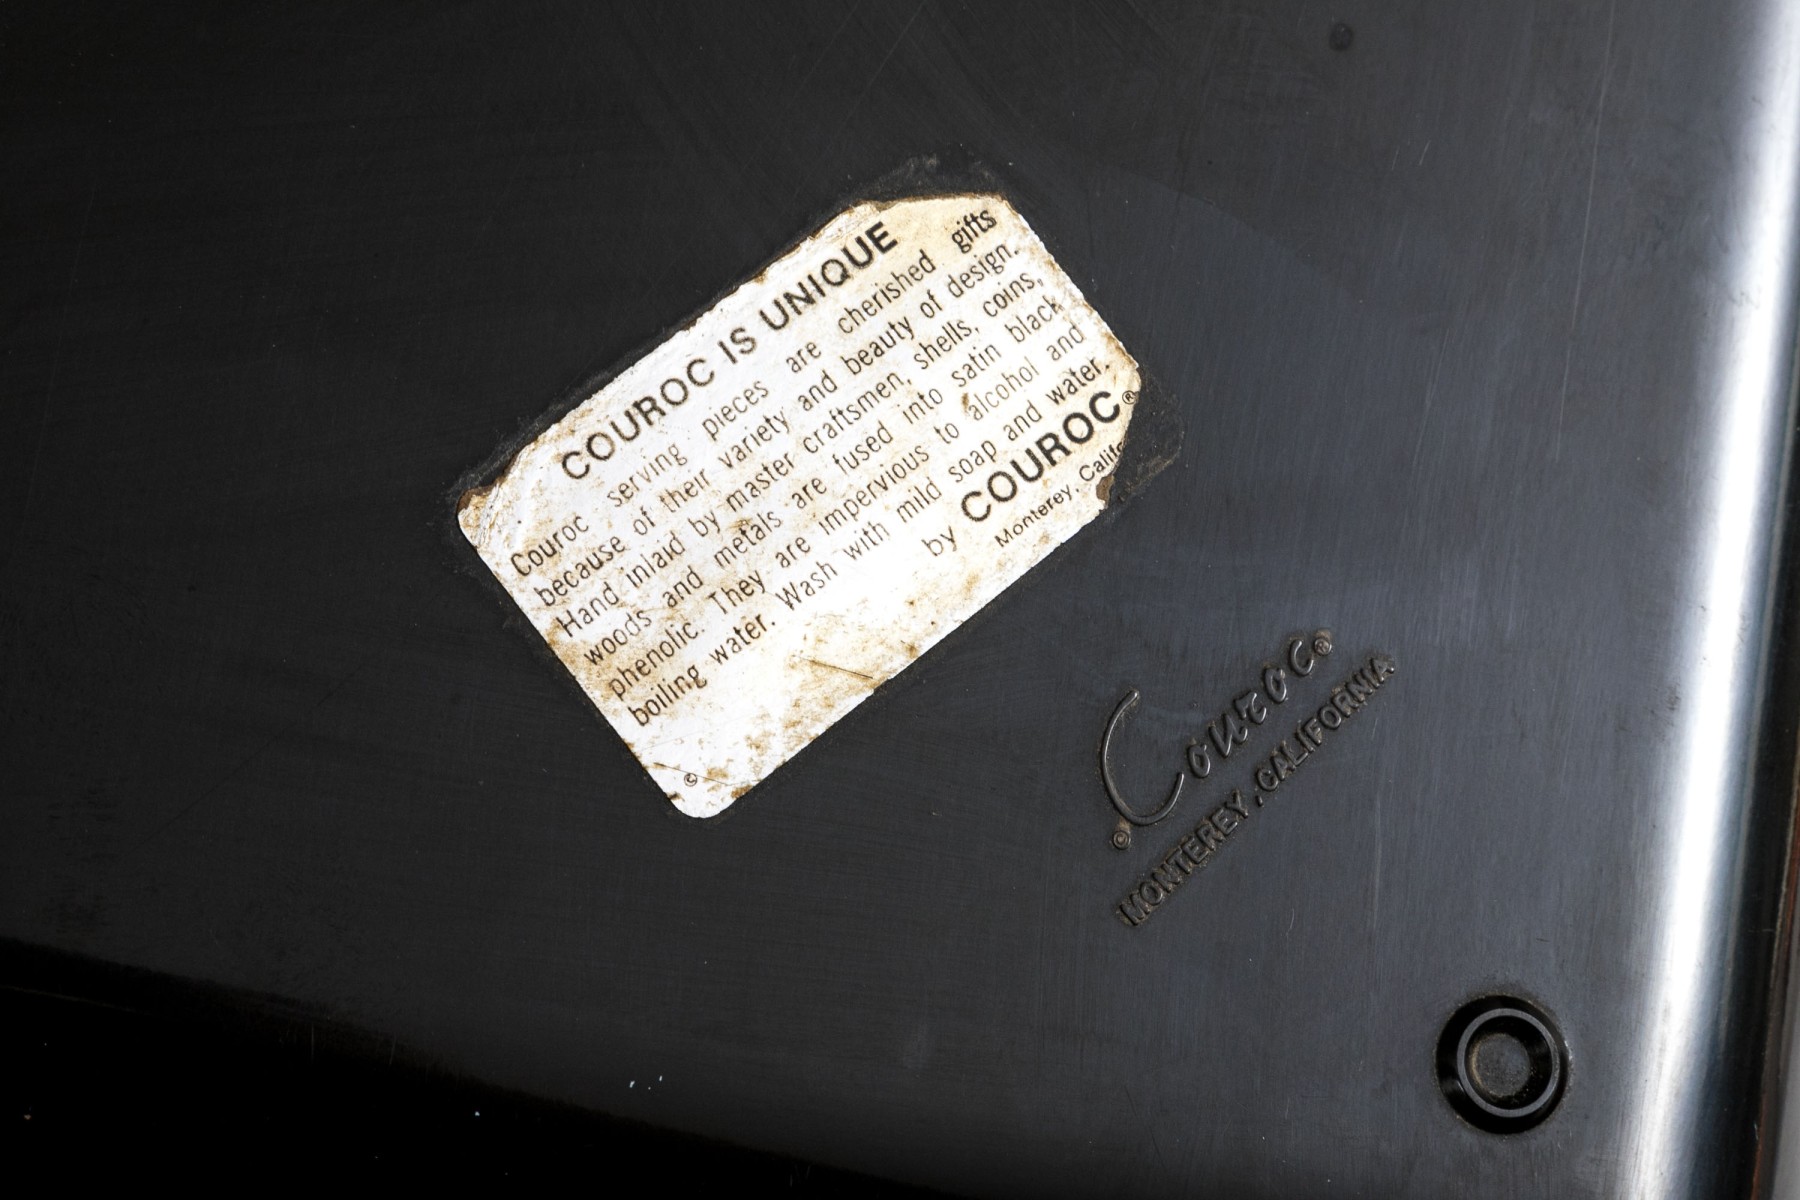 COUROC IS UNIQUE
Couroc serving pieces are cherished gifts
because of their variety and beauty of design.
Hand inlaid by master craftsmen, shells, coins,
woods and metals are fused into satin black
phenolic. They are impervious to alcohol and
boiling water. Wash with mild soap and water.
by COUROC®
Monterey, Califo
©
Couroc®
©
MONTEREY, CALIFORNIA